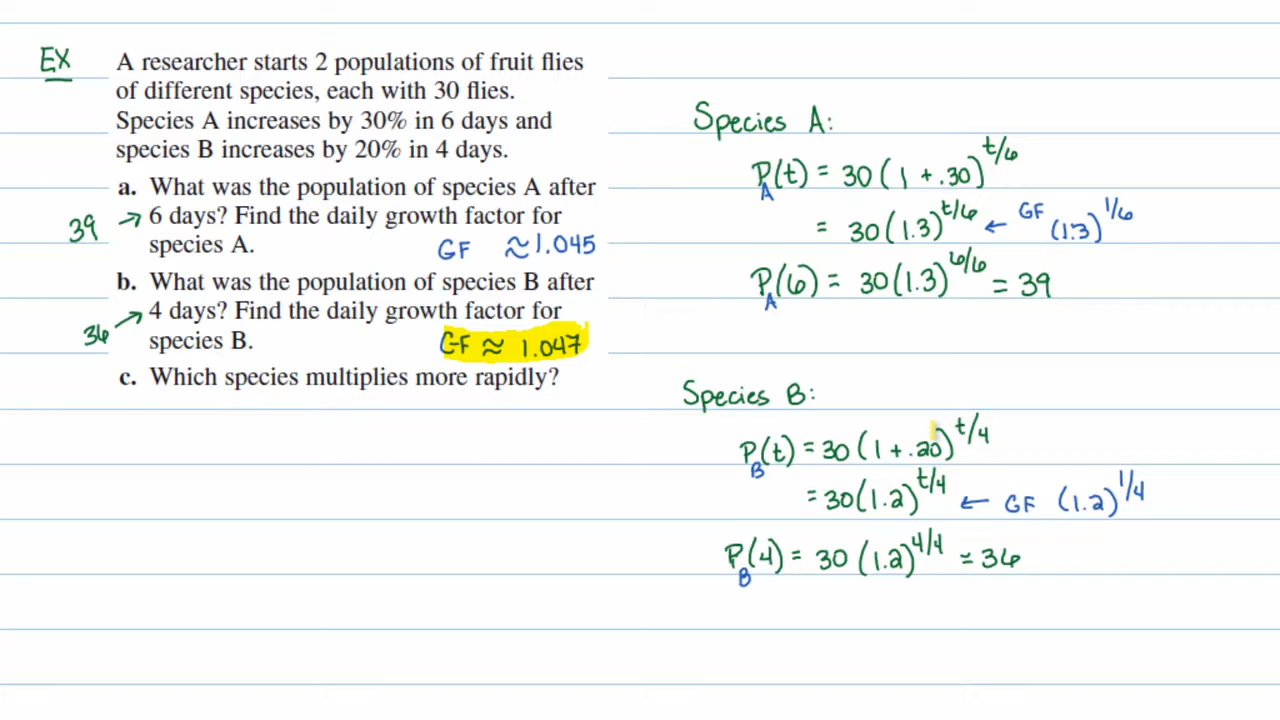 EX
A researcher starts 2 populations of fruit flies
of different species, each with 30 flies.
Species A increases by 30% in 6 days and
species B increases by 20% in 4 days.
a. What was the population of species A after
39 → 6 days? Find the daily growth factor for
species A. GF ≈ 1.045
b. What was the population of species B after
36 → 4 days? Find the daily growth factor for
species B. GF ≈ 1.047
c. Which species multiplies more rapidly?
Species A:
P_A(t) = 30(1 + .30)^{t/6}
= 30(1.3)^{t/6} ← GF (1.3)^{1/6}
P_A(6) = 30(1.3)^{6/6} = 39
Species B:
P_B(t) = 30(1 + .20)^{t/4}
= 30(1.2)^{t/4} ← GF (1.2)^{1/4}
P_B(4) = 30(1.2)^{4/4} = 36